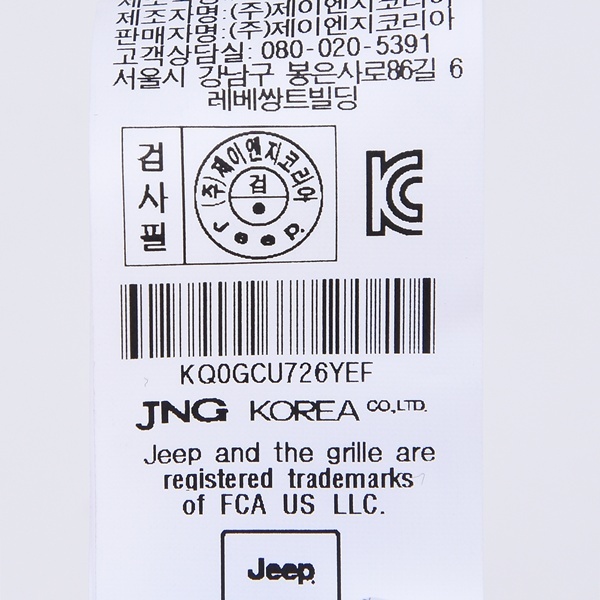 제조자명:(주)제이엔지코리아
판매자명:(주)제이엔지코리아
고객상담실: 080-020-5391
서울시 강남구 봉은사로86길 6
레베쌍트빌딩
검사필
(주)제이엔지코리아
검
Jeep.
KC
KQ0GCU726YEF
JNG KOREA CO.,LTD.
Jeep and the grille are
registered trademarks
of FCA US LLC.
Jeep